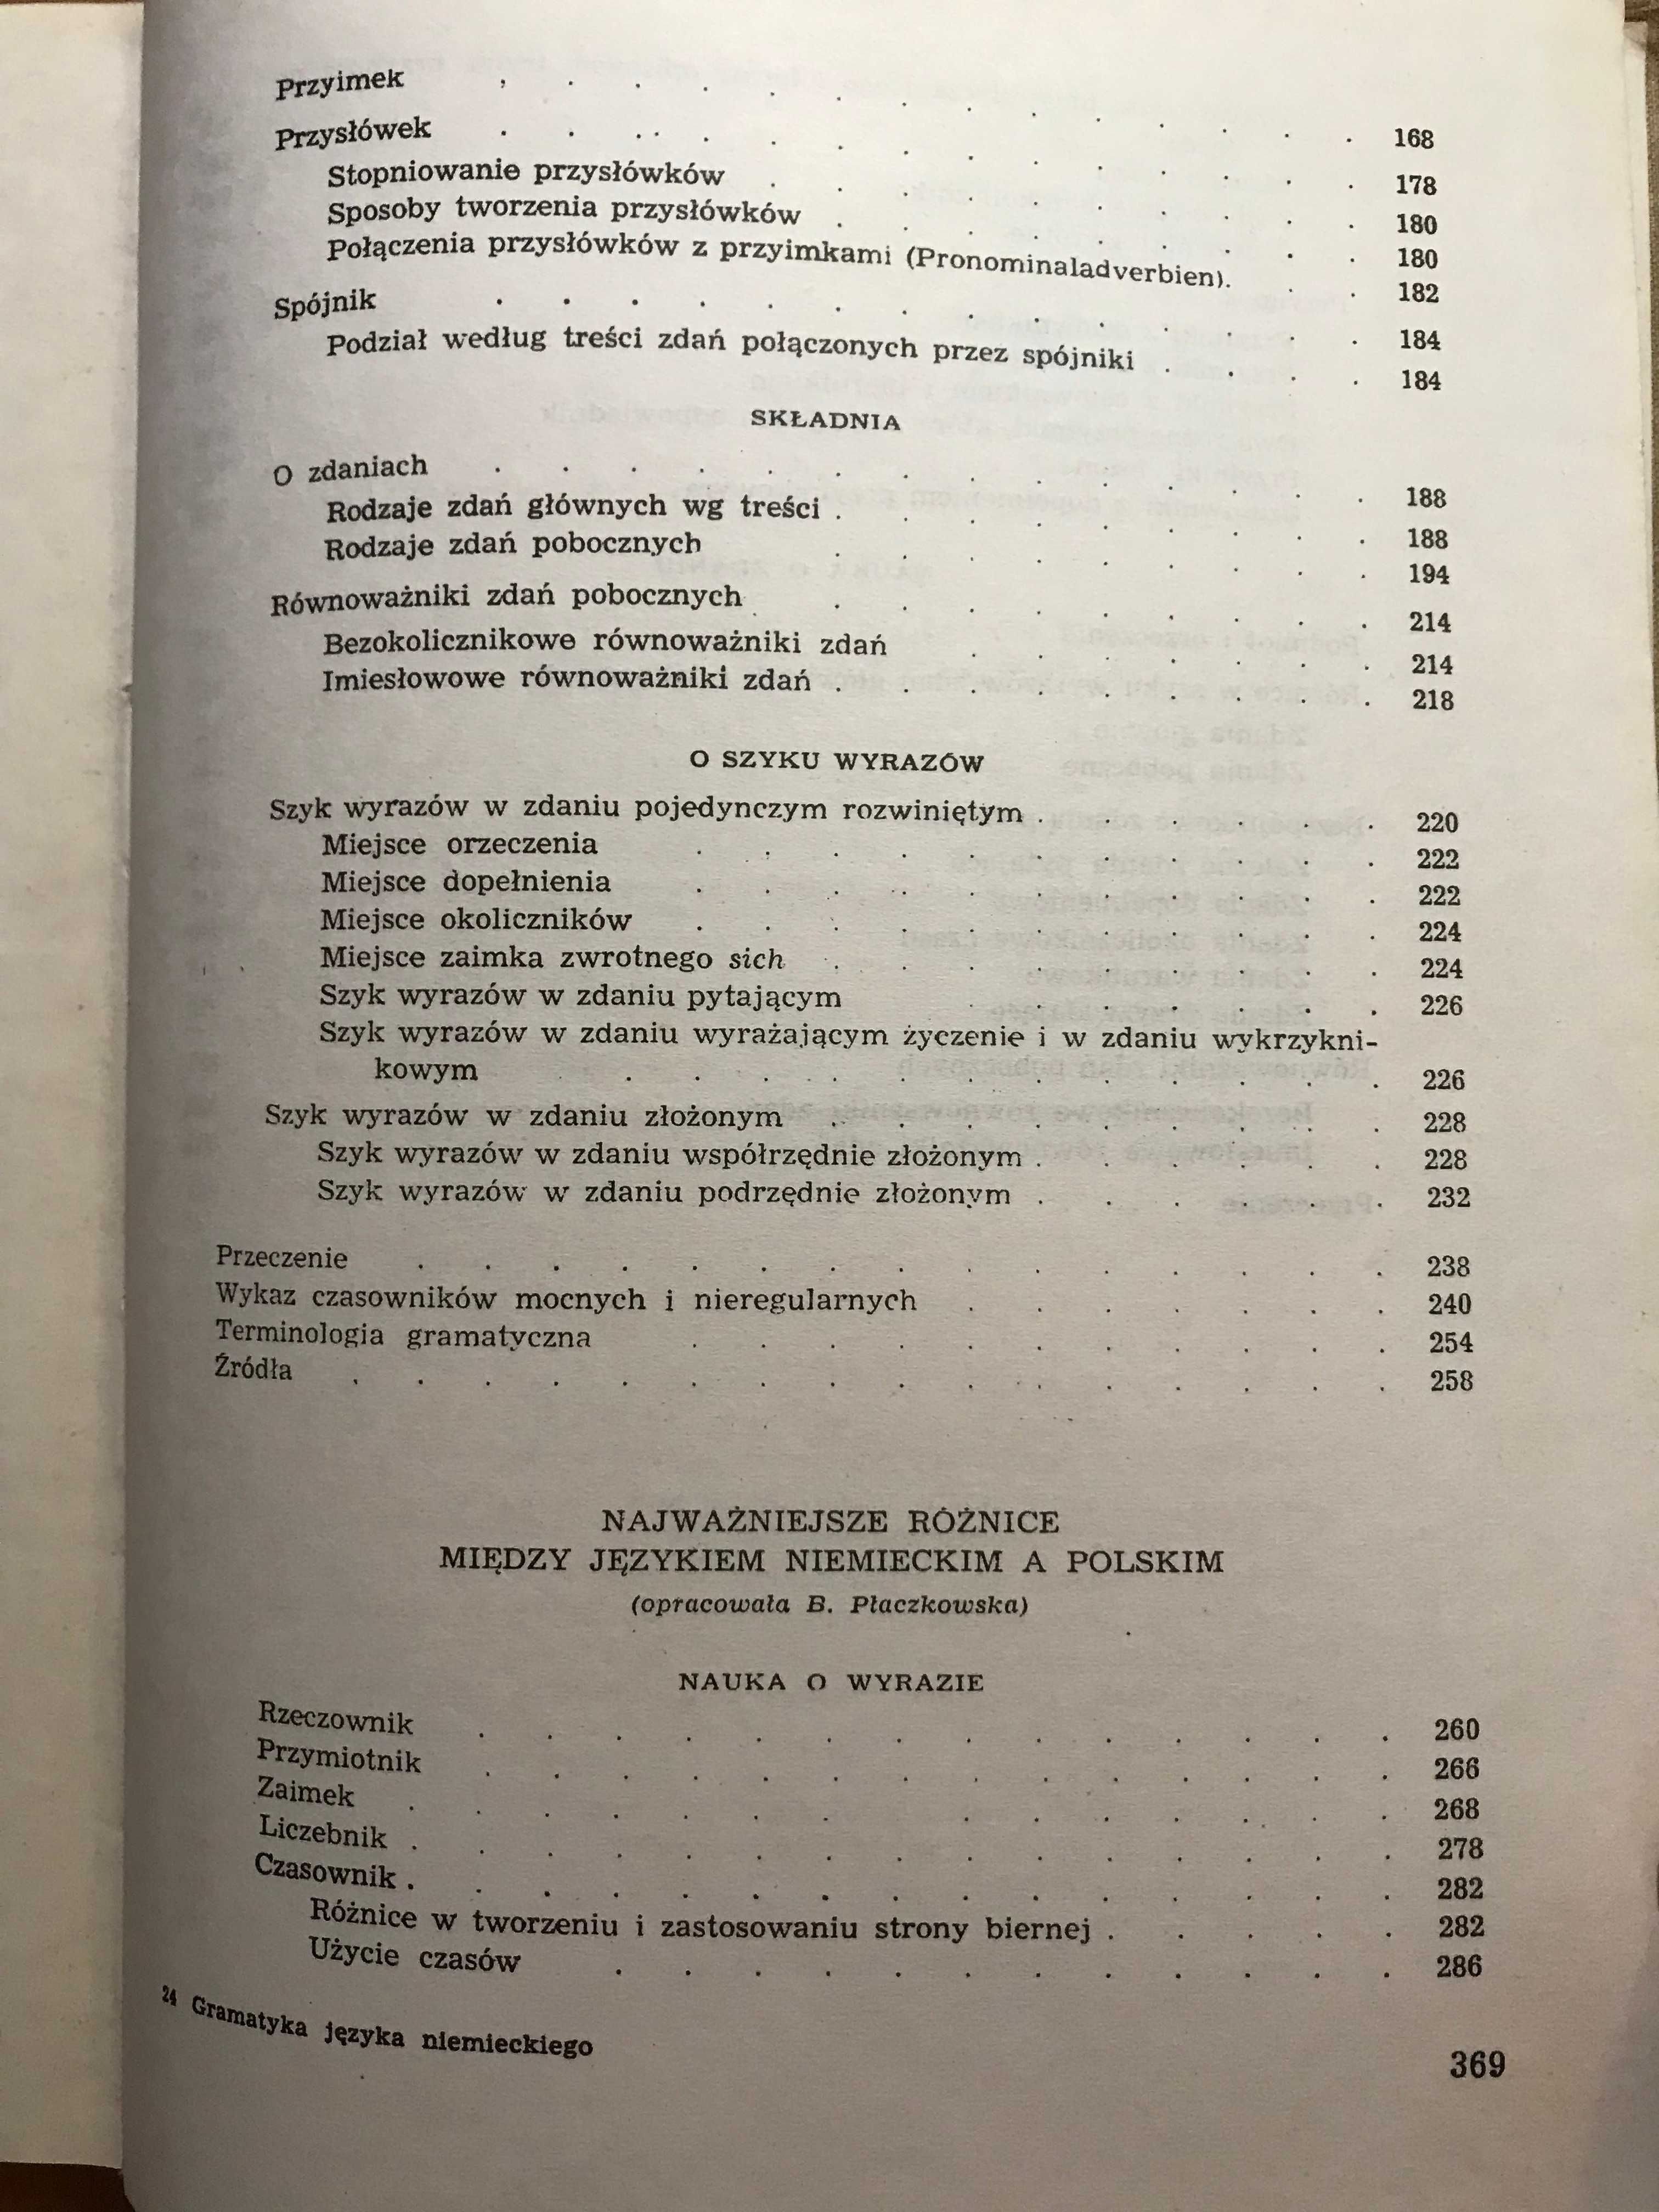 Przyimek . . . . . . . . . . . . . 168
Przysłówek . . . . . . . . . . . . . 178
Stopniowanie przysłówków . . . . . . . . . 180
Sposoby tworzenia przysłówków . . . . . . . . 180
Połączenia przysłówków z przyimkami (Pronominaladverbien). . . 182
Spójnik . . . . . . . . . . . . . 184
Podział według treści zdań połączonych przez spójniki . . . . 184
SKŁADNIA
O zdaniach . . . . . . . . . . . . . 188
Rodzaje zdań głównych wg treści . . . . . . . . 188
Rodzaje zdań pobocznych . . . . . . . . . 194
Równoważniki zdań pobocznych . . . . . . . . . 214
Bezokolicznikowe równoważniki zdań . . . . . . . 214
Imiesłowowe równoważniki zdań . . . . . . . . . 218
O SZYKU WYRAZÓW
Szyk wyrazów w zdaniu pojedynczym rozwiniętym . . . . . . 220
Miejsce orzeczenia . . . . . . . . . . . 222
Miejsce dopełnienia . . . . . . . . . . . 222
Miejsce okoliczników . . . . . . . . . . . 224
Miejsce zaimka zwrotnego sich . . . . . . . . . 224
Szyk wyrazów w zdaniu pytającym . . . . . . . 226
Szyk wyrazów w zdaniu wyrażającym życzenie i w zdaniu wykrzykni-
kowym . . . . . . . . . . . . 226
Szyk wyrazów w zdaniu złożonym . . . . . . . . . 228
Szyk wyrazów w zdaniu współrzędnie złożonym . . . . . . 228
Szyk wyrazów w zdaniu podrzędnie złożonym . . . . . . 232
Przeczenie . . . . . . . . . . . . . . . 238
Wykaz czasowników mocnych i nieregularnych . . . . . . . 240
Terminologia gramatyczna . . . . . . . . . . . 254
Źródła . . . . . . . . . . . . . . . . 258
NAJWAŻNIEJSZE RÓŻNICE
MIĘDZY JĘZYKIEM NIEMIECKIM A POLSKIM
(opracowała B. Płaczkowska)
NAUKA O WYRAZIE
Rzeczownik . . . . . . . . . . . . . . 260
Przymiotnik . . . . . . . . . . . . . . 266
Zaimek . . . . . . . . . . . . . . . 268
Liczebnik . . . . . . . . . . . . . . . 278
Czasownik . . . . . . . . . . . . . . . 282
Różnice w tworzeniu i zastosowaniu strony biernej . . . . . 282
Użycie czasów . . . . . . . . . . . . 286
24 Gramatyka języka niemieckiego
369